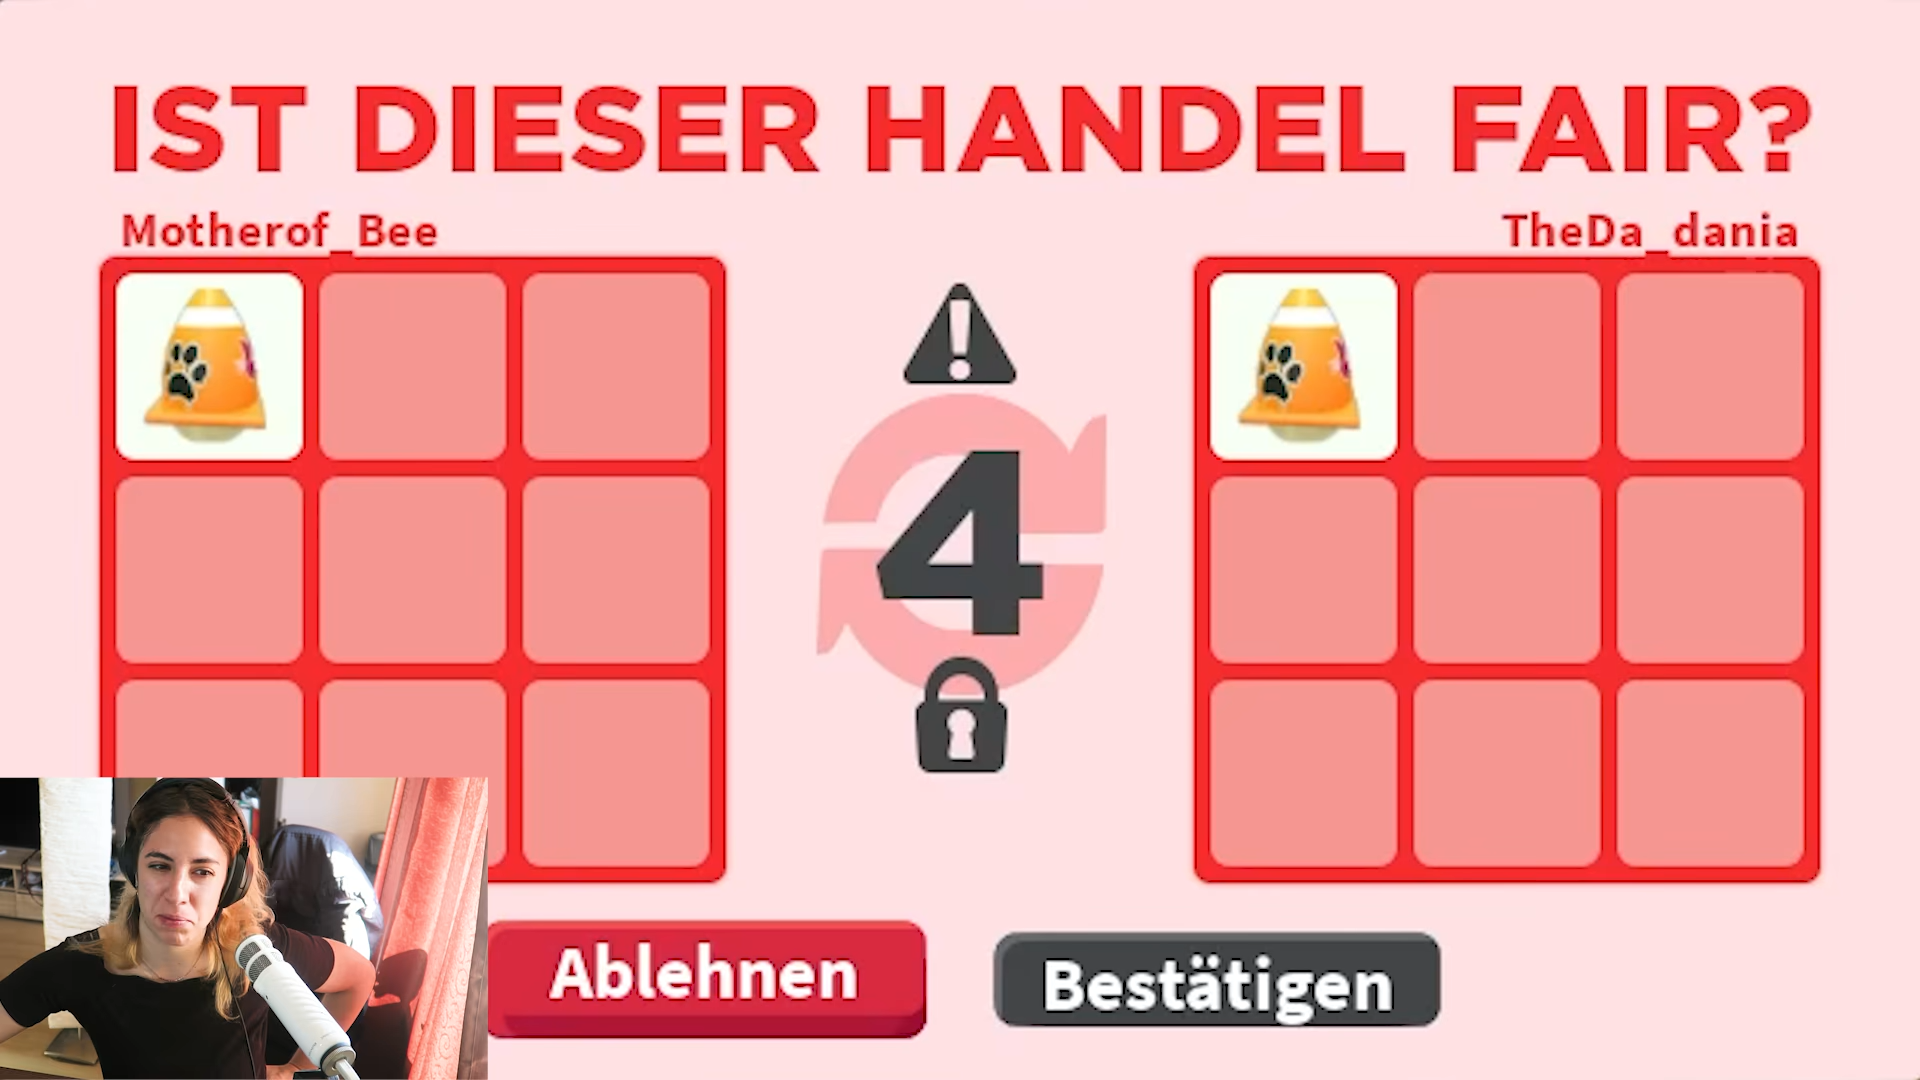 IST DIESER HANDEL FAIR?
Motherof_Bee
TheDa_dania
4
Ablehnen
Bestätigen